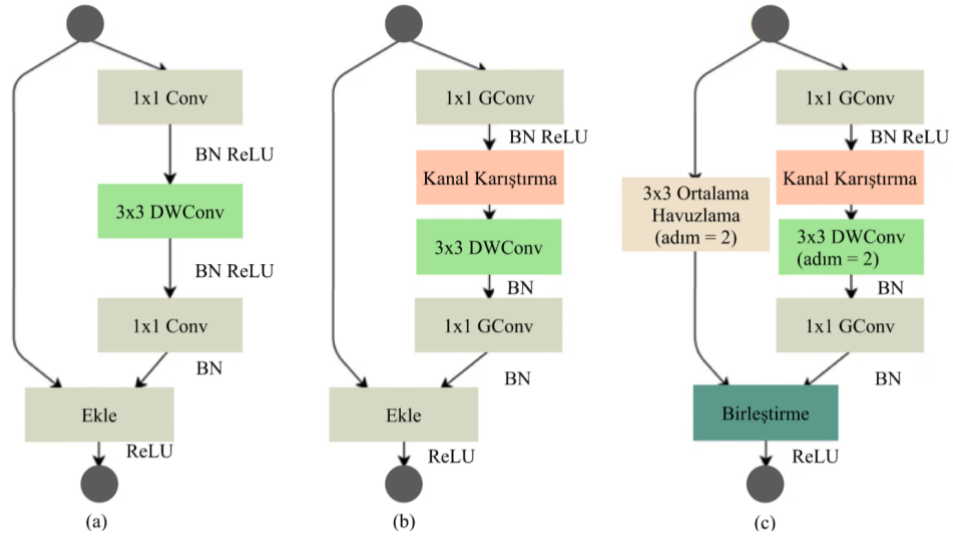 1x1 Conv
BN ReLU
3x3 DWConv
BN ReLU
1x1 Conv
BN
Ekle
ReLU
(a)
1x1 GConv
BN ReLU
Kanal Karıştırma
3x3 DWConv
BN
1x1 GConv
BN
Ekle
ReLU
(b)
3x3 Ortalama
Havuzlama
(adım = 2)
1x1 GConv
BN ReLU
Kanal Karıştırma
3x3 DWConv
(adım = 2)
BN
1x1 GConv
BN
Birleştirme
ReLU
(c)